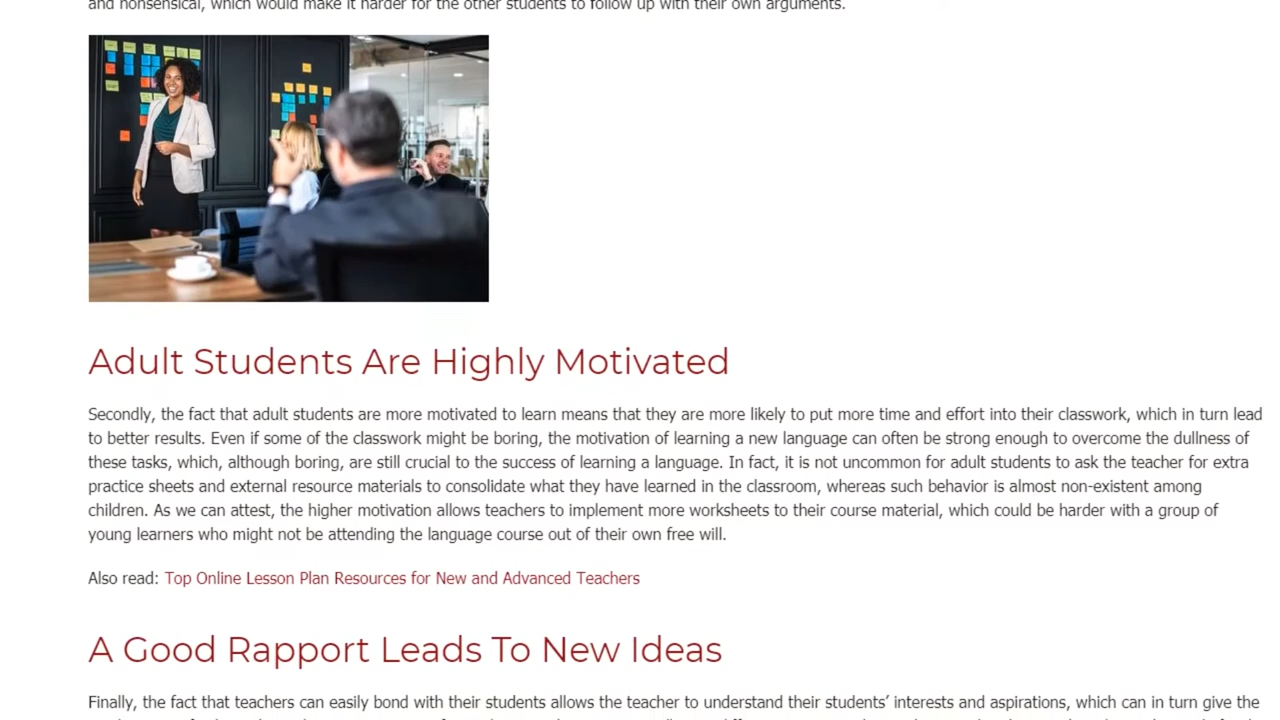 and nonsensical, which would make it harder for the other students to follow up with their own arguments.
Adult Students Are Highly Motivated
Secondly, the fact that adult students are more motivated to learn means that they are more likely to put more time and effort into their classwork, which in turn lead
to better results. Even if some of the classwork might be boring, the motivation of learning a new language can often be strong enough to overcome the dullness of
these tasks, which, although boring, are still crucial to the success of learning a language. In fact, it is not uncommon for adult students to ask the teacher for extra
practice sheets and external resource materials to consolidate what they have learned in the classroom, whereas such behavior is almost non-existent among
children. As we can attest, the higher motivation allows teachers to implement more worksheets to their course material, which could be harder with a group of
young learners who might not be attending the language course out of their own free will.
Also read: Top Online Lesson Plan Resources for New and Advanced Teachers
A Good Rapport Leads To New Ideas
Finally, the fact that teachers can easily bond with their students allows the teacher to understand their students’ interests and aspirations, which can in turn give the